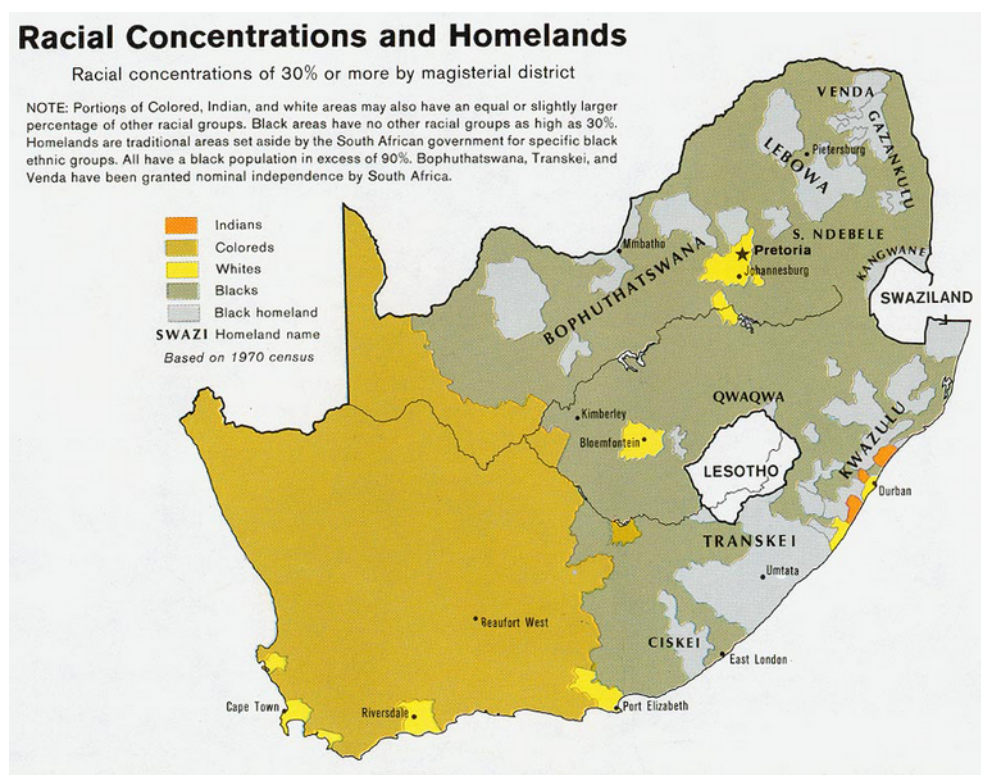 Racial Concentrations and Homelands
Racial concentrations of 30% or more by magisterial district
NOTE: Portions of Colored, Indian, and white areas may also have an equal or slightly larger
percentage of other racial groups. Black areas have no other racial groups as high as 30%.
Homelands are traditional areas set aside by the South African government for specific black
ethnic groups. All have a black population in excess of 90%. Bophuthatswana, Transkei, and
Venda have been granted nominal independence by South Africa.
Indians
Coloreds
Whites
Blacks
Black homeland
SWAZI Homeland name
Based on 1970 census
VENDA
GAZANKULU
Pietersburg
LEBOWA
S. NDEBELE
Mmbatho
Pretoria
KANGWANE
Johannesburg
BOPHUTHATSWANA
SWAZILAND
QWAQWA
Kimberley
KWAZULU
Bloemfontein
LESOTHO
Durban
TRANSKEI
Umtata
Beaufort West
CISKEI
East London
Cape Town
Riversdale
Port Elizabeth